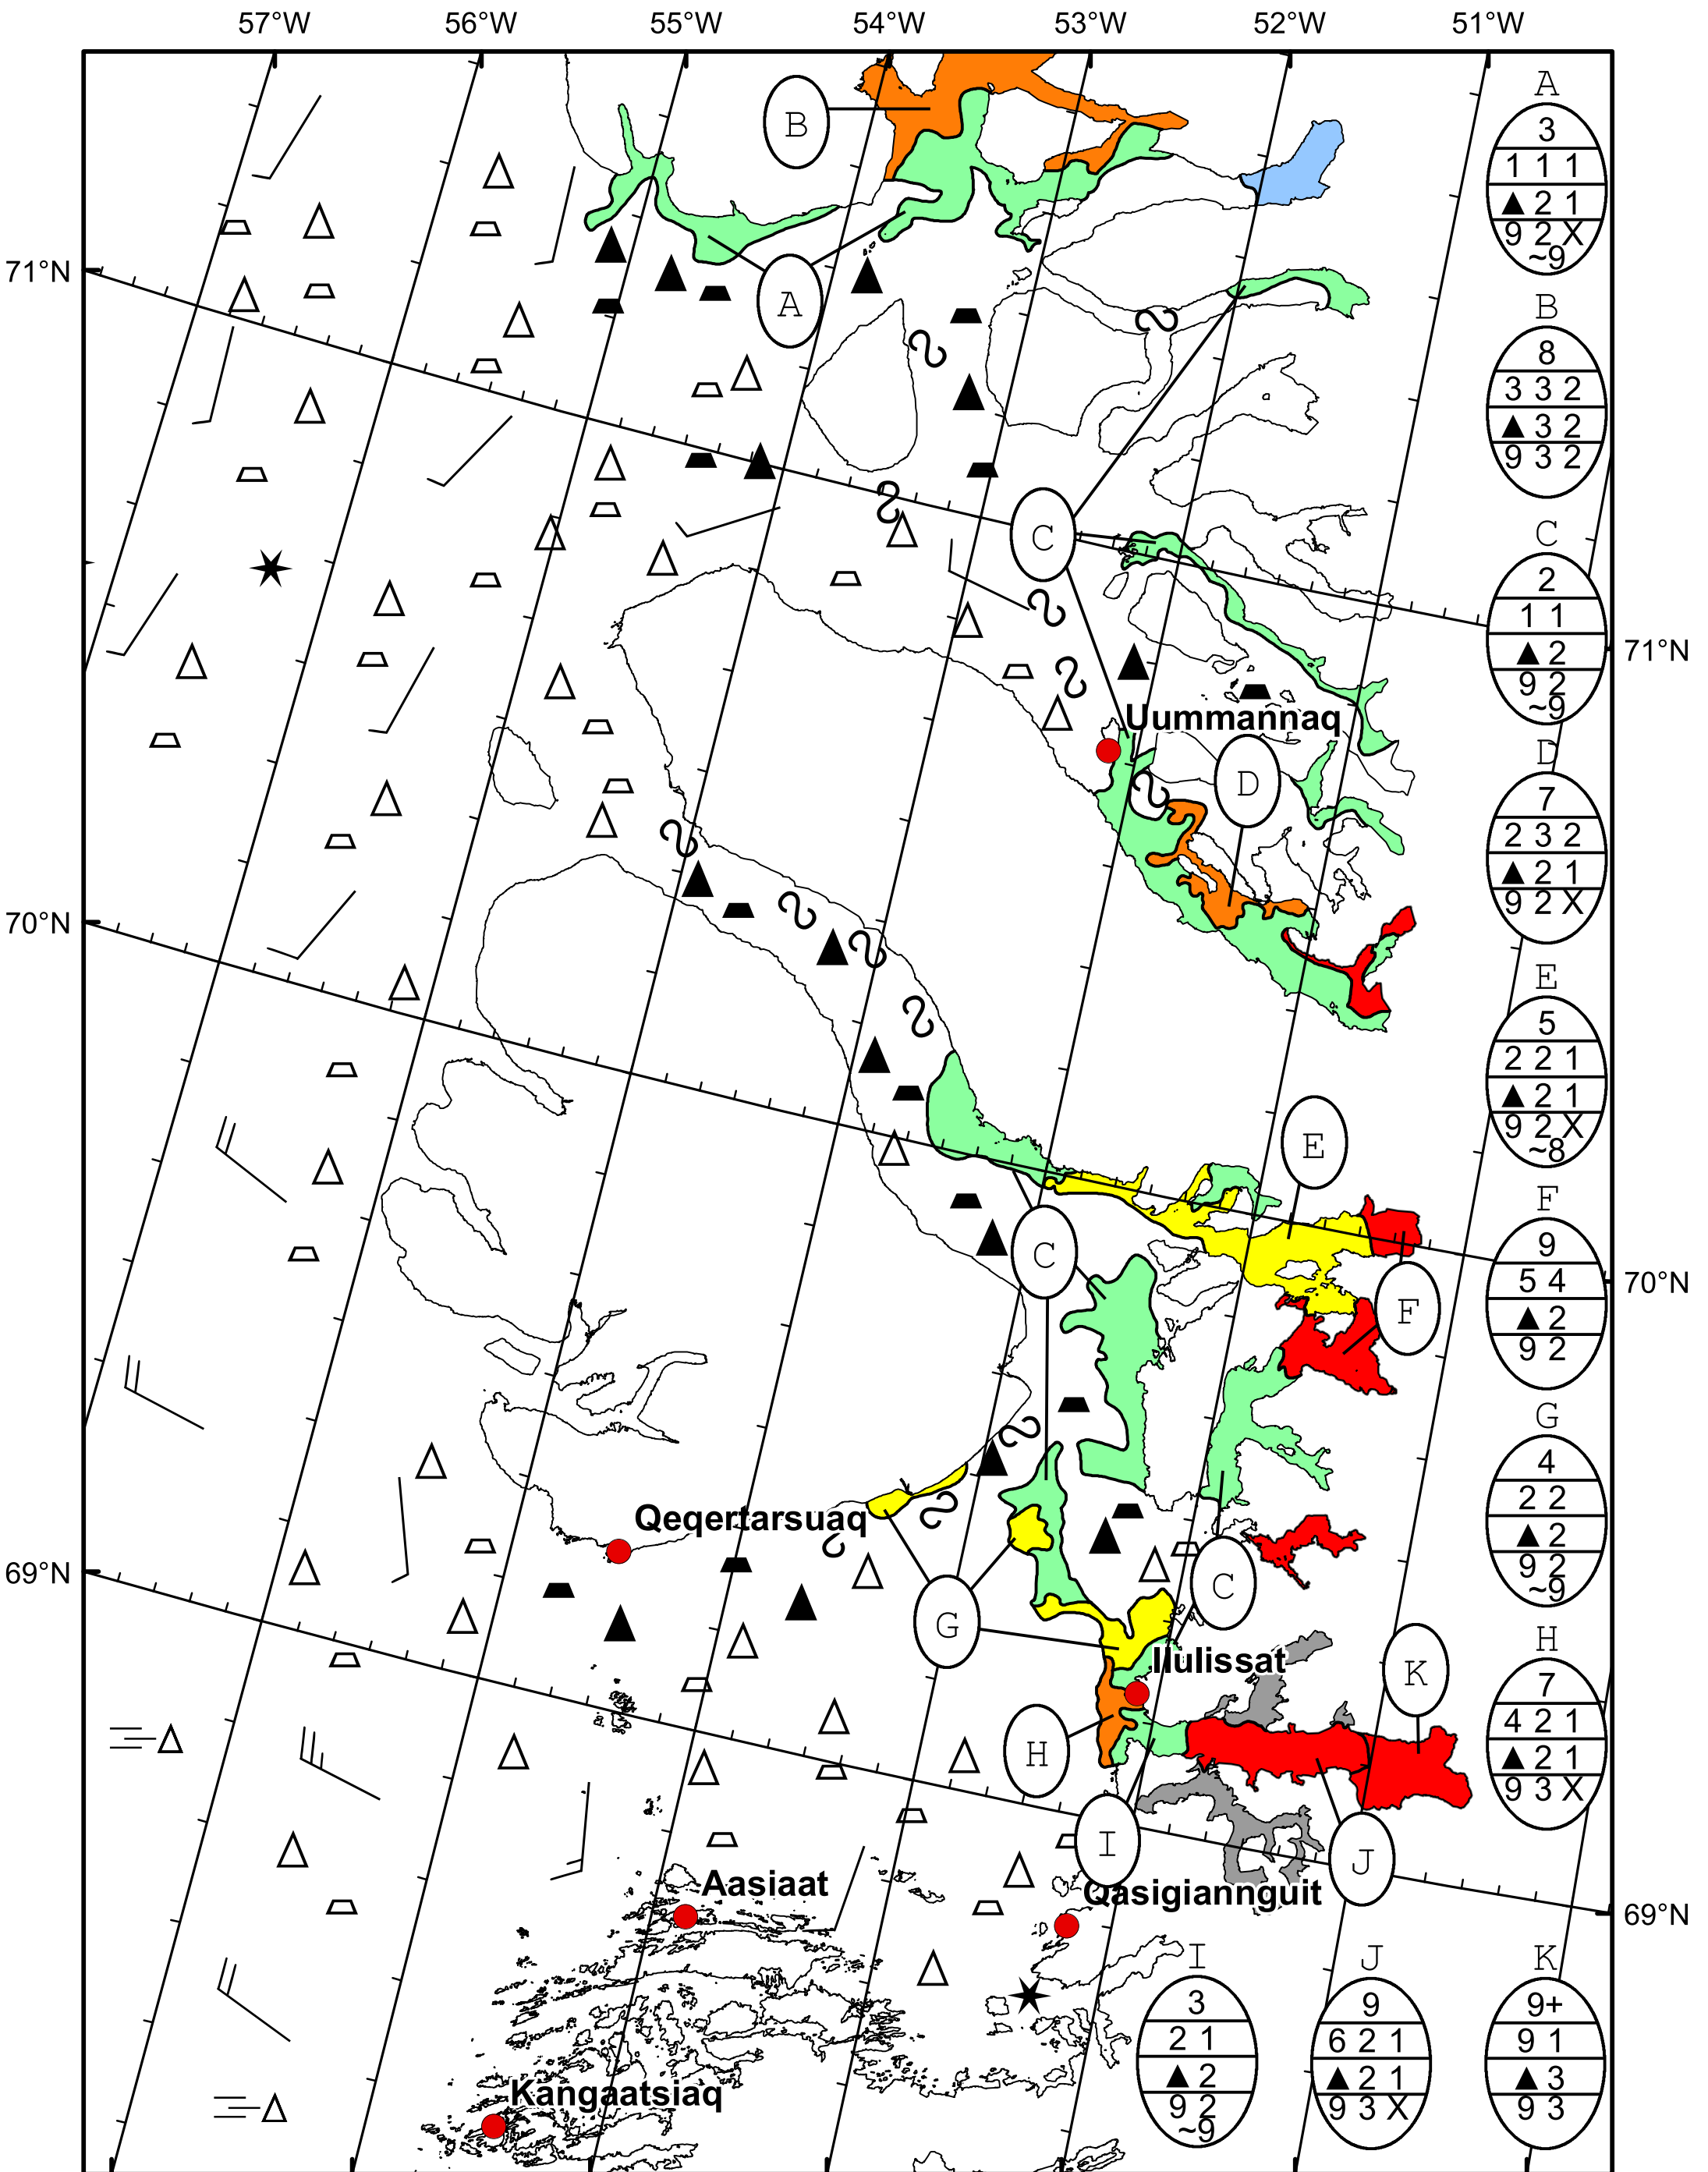 57°W 56°W 55°W 54°W 53°W 52°W 51°W
A
3
1 1 1
▲ 2 1
9 2 X
~9
B
71°N
A
B
8
3 3 2
▲ 3 2
9 3 2
C
C
2
1 1
▲ 2
9 2
~9
71°N
Uummannaq
D
D
7
2 3 2
▲ 2 1
9 2 X
70°N
E
5
2 2 1
▲ 2 1
9 2 X
~8
E
F
9
5 4
▲ 2
9 2
C
70°N
F
G
4
2 2
▲ 2
9 2
~9
Qeqertarsuaq
69°N
C
G
H
7
4 2 1
▲ 2 1
9 3 X
Ilulissat
K
H
I
J
Aasiaat
Qasigiannguit
69°N
I
3
2 1
▲ 2
9 2
~9
J
9
6 2 1
▲ 2 1
9 3 X
K
9+
9 1
▲ 3
9 3
Kangaatsiaq